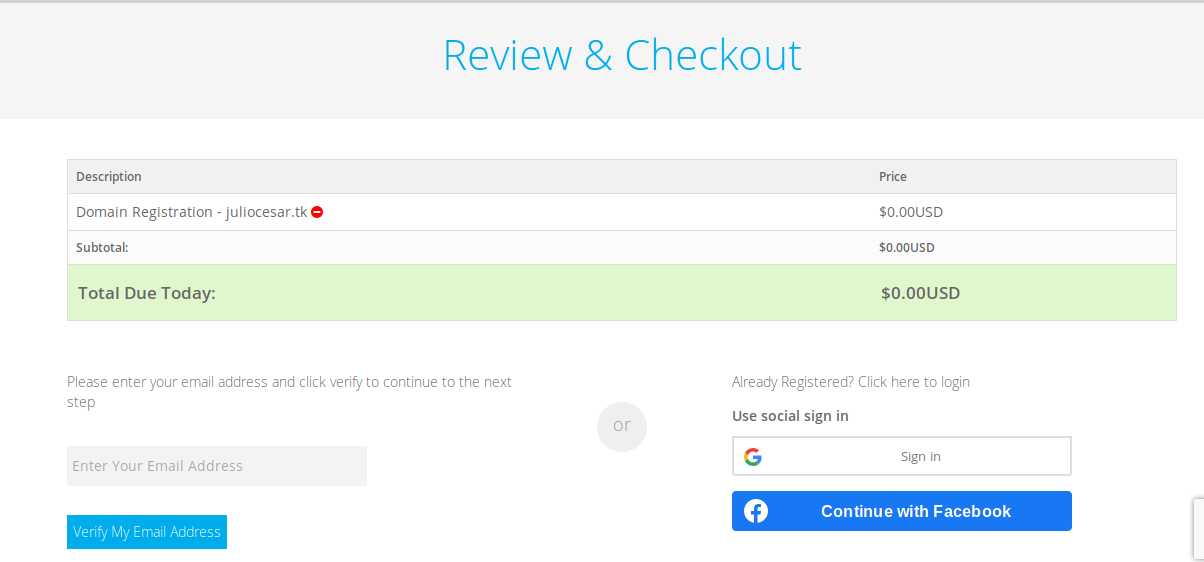 Review & Checkout
Description Price
Domain Registration - juliocesar.tk $0.00USD
Subtotal: $0.00USD
Total Due Today: $0.00USD
Please enter your email address and click verify to continue to the next
step
Enter Your Email Address
Verify My Email Address
or
Already Registered? Click here to login
Use social sign in
Sign in
Continue with Facebook